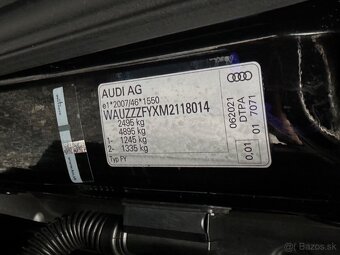 AUDI AG
e1*2007/46*1550
WAUZZZFYXM2118014
2495 kg
4895 kg
1- 1245 kg
2- 1335 kg
Typ FY
062021
DTPA
01 7071
0,01
© bazos.sk